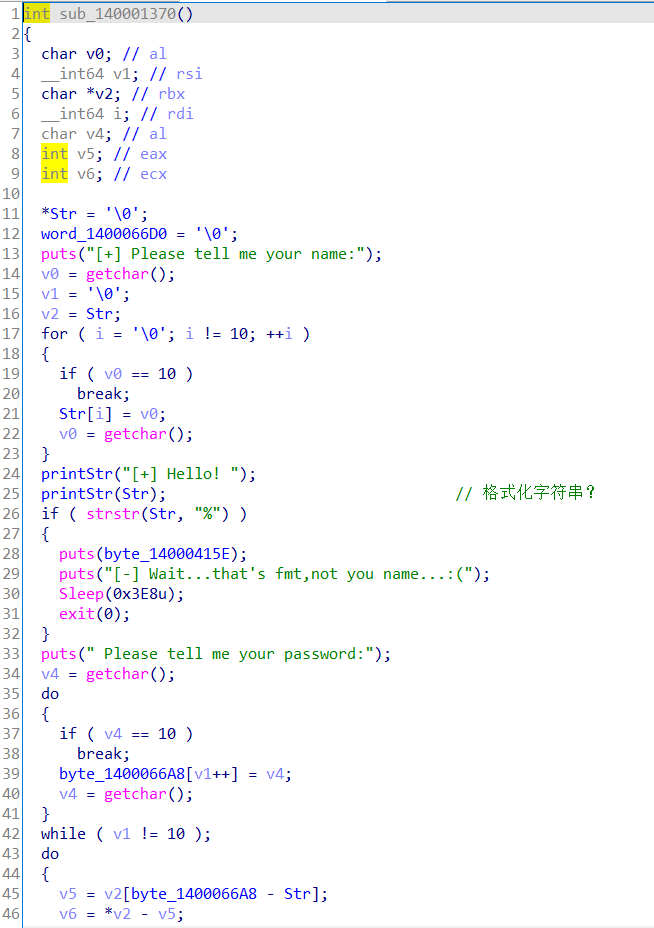 1 int sub_140001370()
2 {
3 char v0; // al
4 __int64 v1; // rsi
5 char *v2; // rbx
6 __int64 i; // rdi
7 char v4; // al
8 int v5; // eax
9 int v6; // ecx
10
11 *Str = '\0';
12 word_1400066D0 = '\0';
13 puts("[+] Please tell me your name:");
14 v0 = getchar();
15 v1 = '\0';
16 v2 = Str;
17 for ( i = '\0'; i != 10; ++i )
18 {
19 if ( v0 == 10 )
20 break;
21 Str[i] = v0;
22 v0 = getchar();
23 }
24 printStr("[+] Hello! ");
25 printStr(Str); // 格式化字符串?
26 if ( strstr(Str, "%") )
27 {
28 puts(byte_14000415E);
29 puts("[-] Wait...that's fmt,not you name...:(");
30 Sleep(0x3E8u);
31 exit(0);
32 }
33 puts(" Please tell me your password:");
34 v4 = getchar();
35 do
36 {
37 if ( v4 == 10 )
38 break;
39 byte_1400066A8[v1++] = v4;
40 v4 = getchar();
41 }
42 while ( v1 != 10 );
43 do
44 {
45 v5 = v2[byte_1400066A8 - Str];
46 v6 = *v2 - v5;